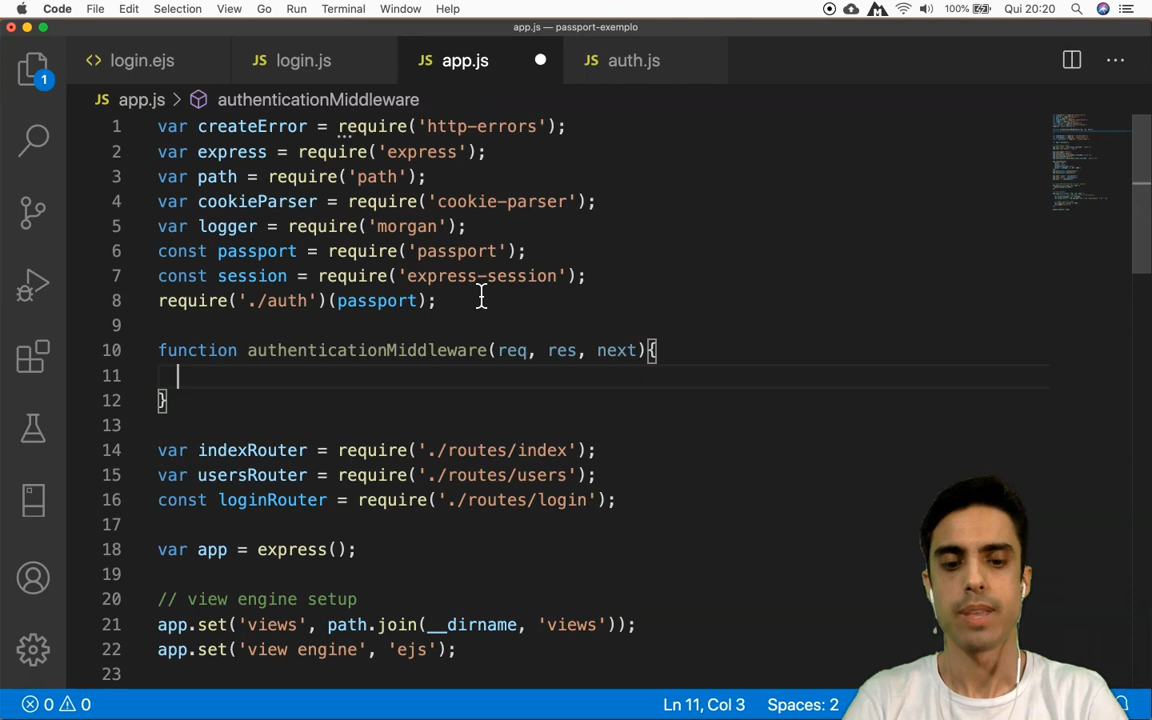 Code File Edit Selection View Go Run Terminal Window Help 100% Qui 20:20
app.js — passport-exemplo
1
<> login.ejs JS login.js JS app.js JS auth.js
JS app.js > authenticationMiddleware
1 var createError = require('http-errors');
2 var express = require('express');
3 var path = require('path');
4 var cookieParser = require('cookie-parser');
5 var logger = require('morgan');
6 const passport = require('passport');
7 const session = require('express-session');
8 require('./auth')(passport);
9
10 function authenticationMiddleware(req, res, next){
11
12 }
13
14 var indexRouter = require('./routes/index');
15 var usersRouter = require('./routes/users');
16 const loginRouter = require('./routes/login');
17
18 var app = express();
19
20 // view engine setup
21 app.set('views', path.join(__dirname, 'views'));
22 app.set('view engine', 'ejs');
23
0 0 Ln 11, Col 3 Spaces: 2